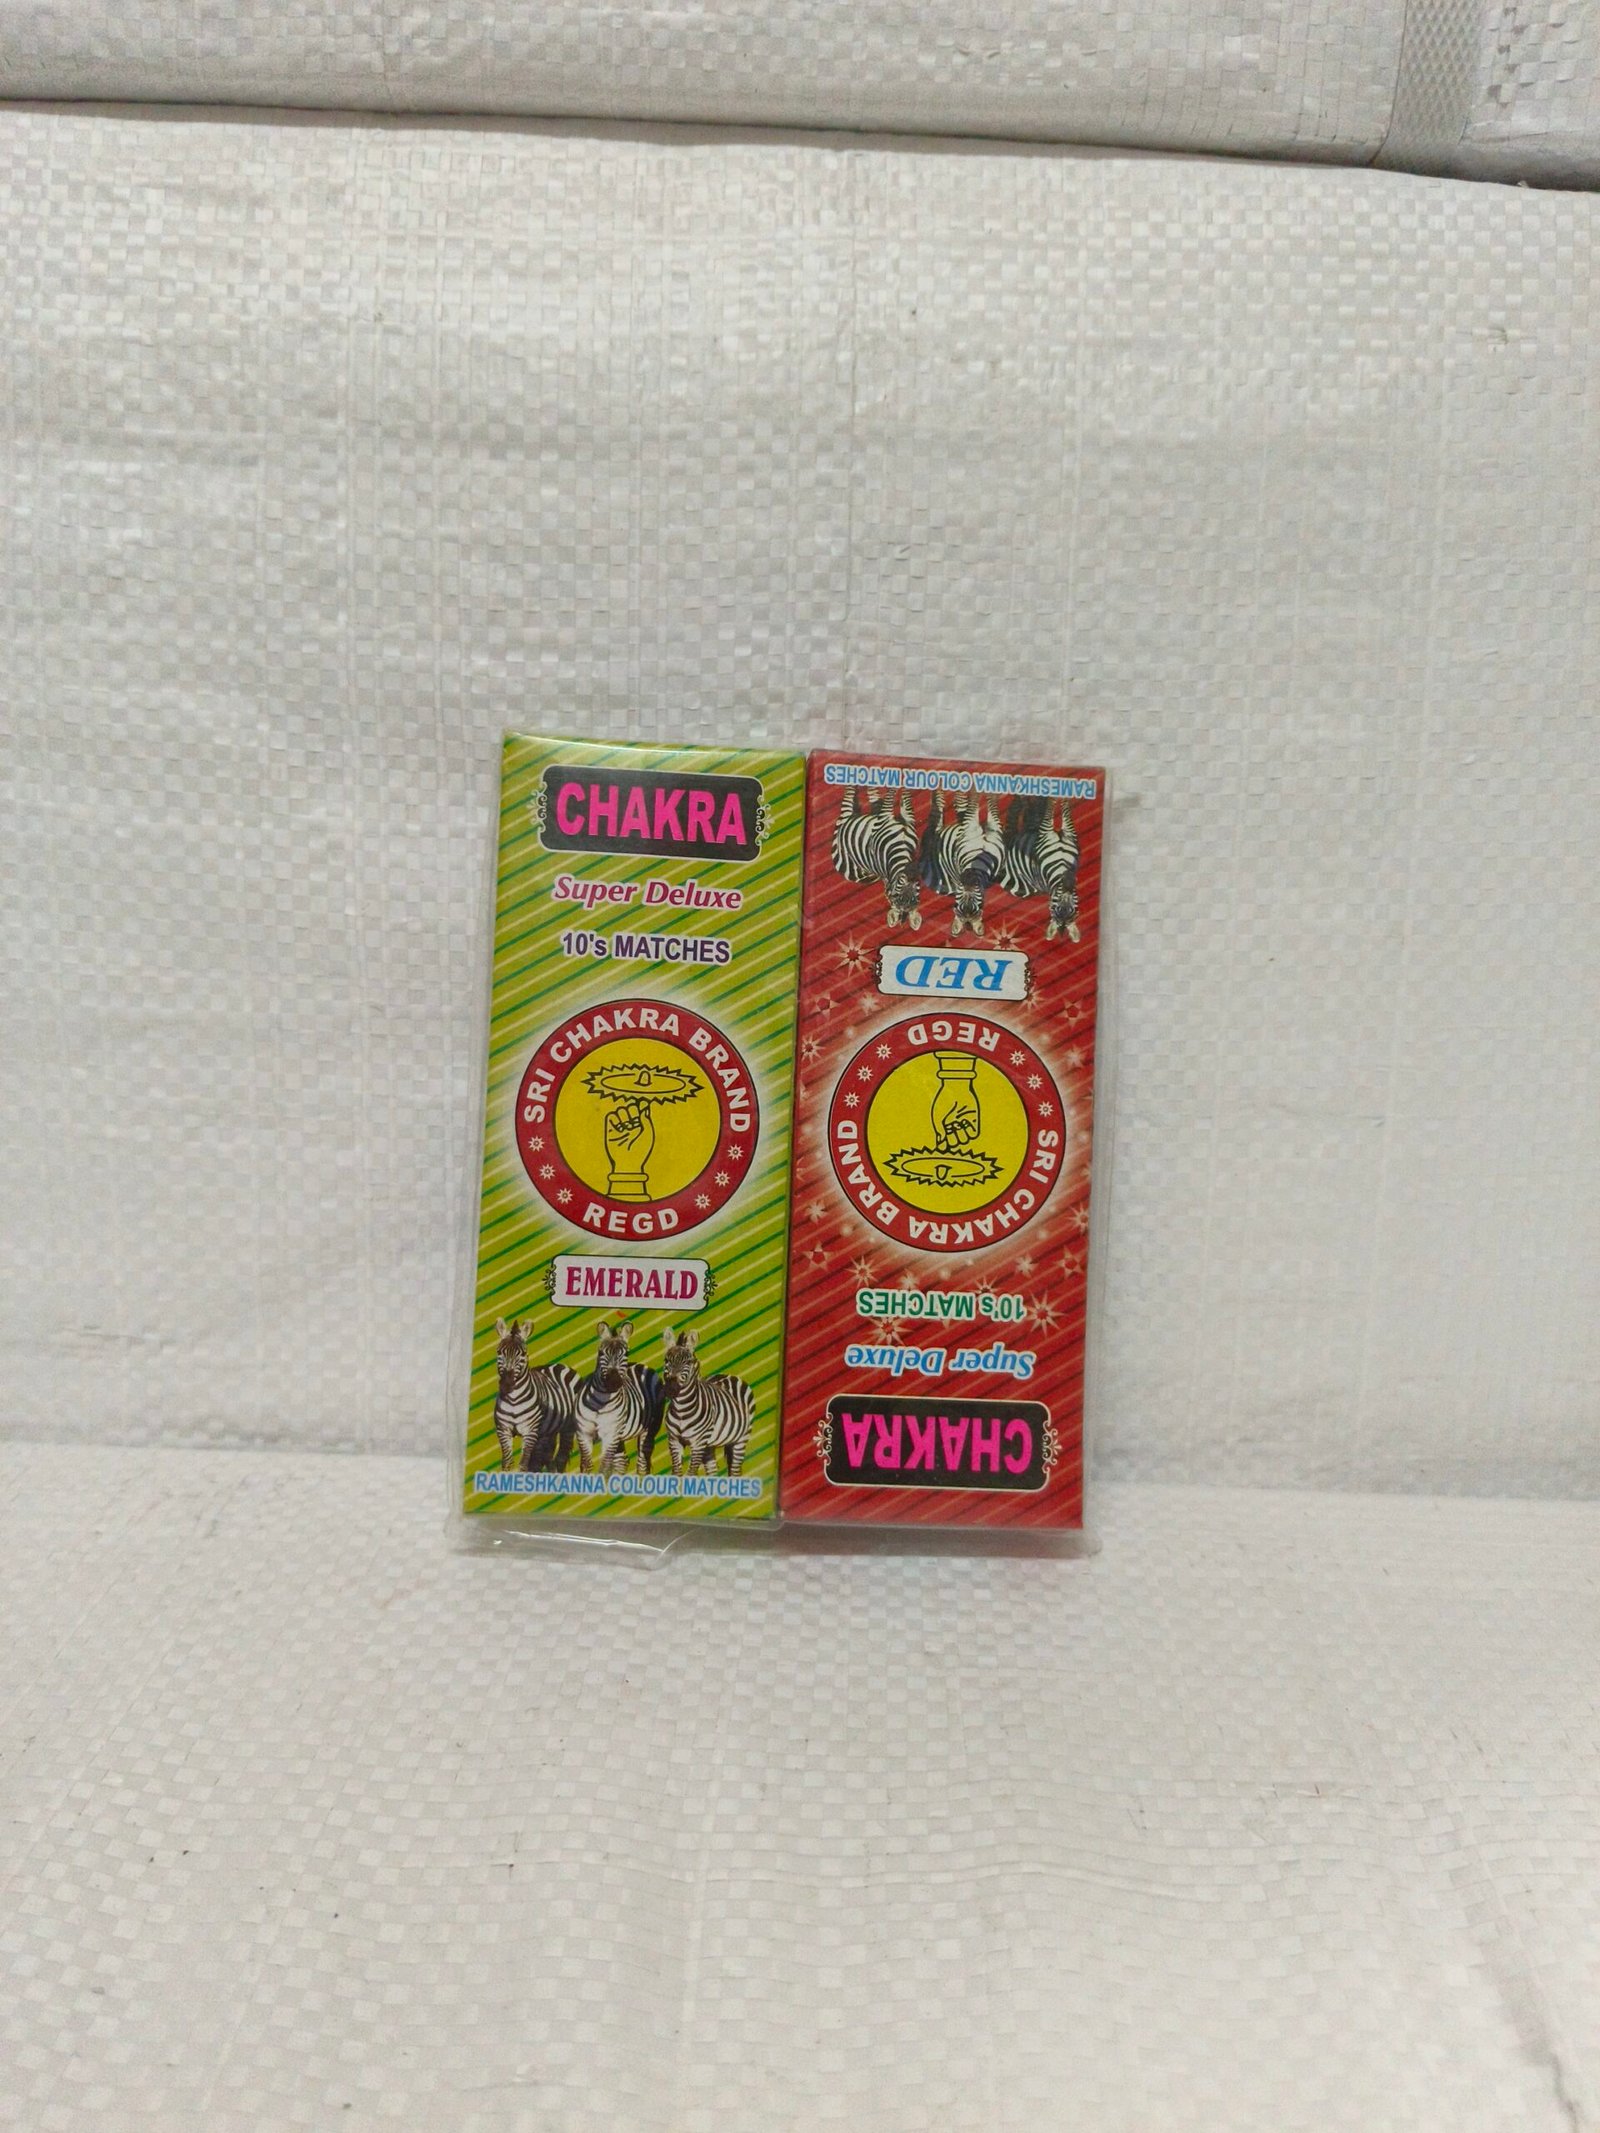 CHAKRA
Super Deluxe
10's MATCHES
SRI CHAKRA BRAND
REGD
EMERALD
RAMESHKANNA COLOUR MATCHES
CHAKRA
Super Deluxe
10's MATCHES
SRI CHAKRA BRAND
REGD
RED
RAMESHKANNA COLOUR MATCHES